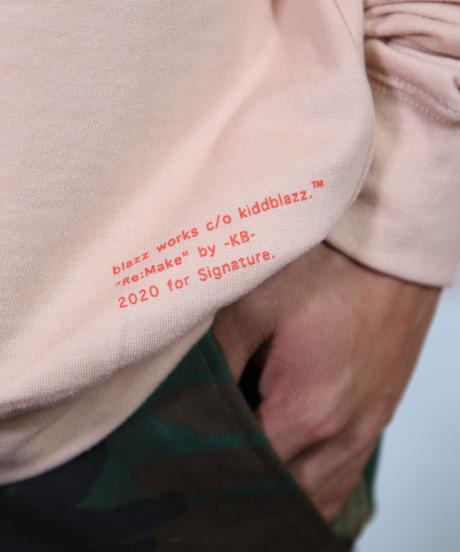 blazz works c/o kiddblazz.™
"Re:Make" by -KB-
2020 for Signature.